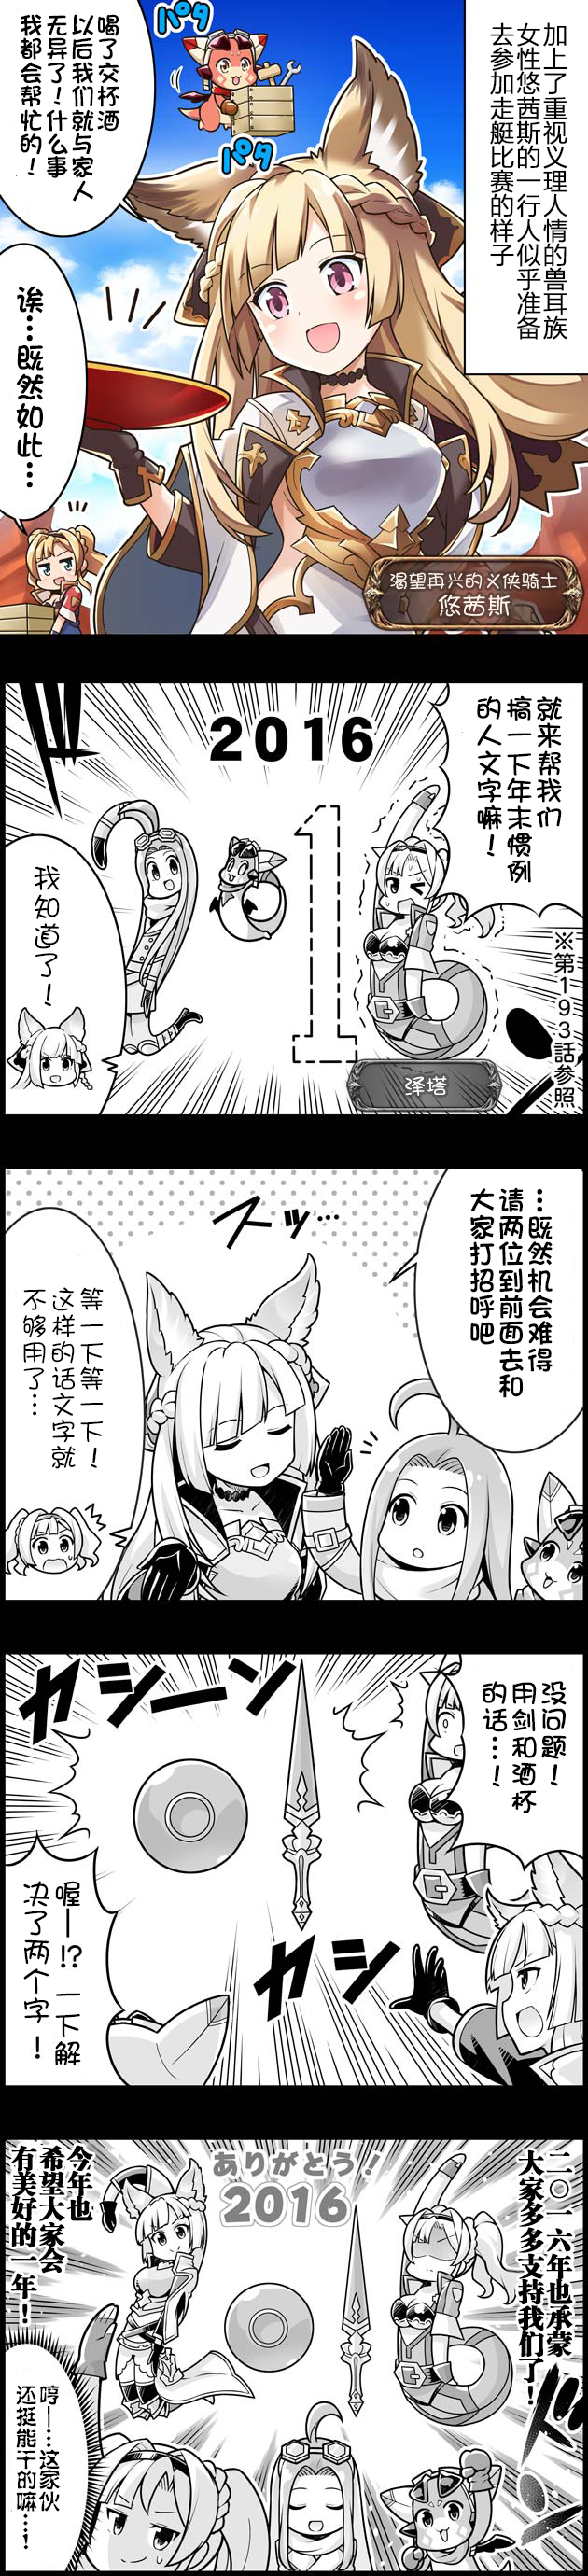 加上了重视义理人情的兽耳族
女性悠茜斯的一行人似乎准备
去参加走艇比赛的样子
パタ
パタ
喝了交杯酒
以后我们就与家人
无异了！什么事
我都会帮忙的！
诶…既然如此…
渴望再兴的义侠骑士
悠茜斯
就来帮我们
搞一下年末惯例
的人文字嘛！
2016
1
※第193話参照
我知道了！
泽塔
…既然机会难得
请两位到前面去和
大家打招呼吧
スッ…
等一下等一下！
这样的话文字就
不够用了…
没问题！
用剑和酒杯
的话…！
カシーン
カシ
喔ー!?一下解
决了两个字！
二〇一六年也承蒙
大家多多支持我们了！
ありがとう！
2016
今年也
希望大家会
有美好的一年！
ドド
哼ー…这家伙
还挺能干的嘛…！